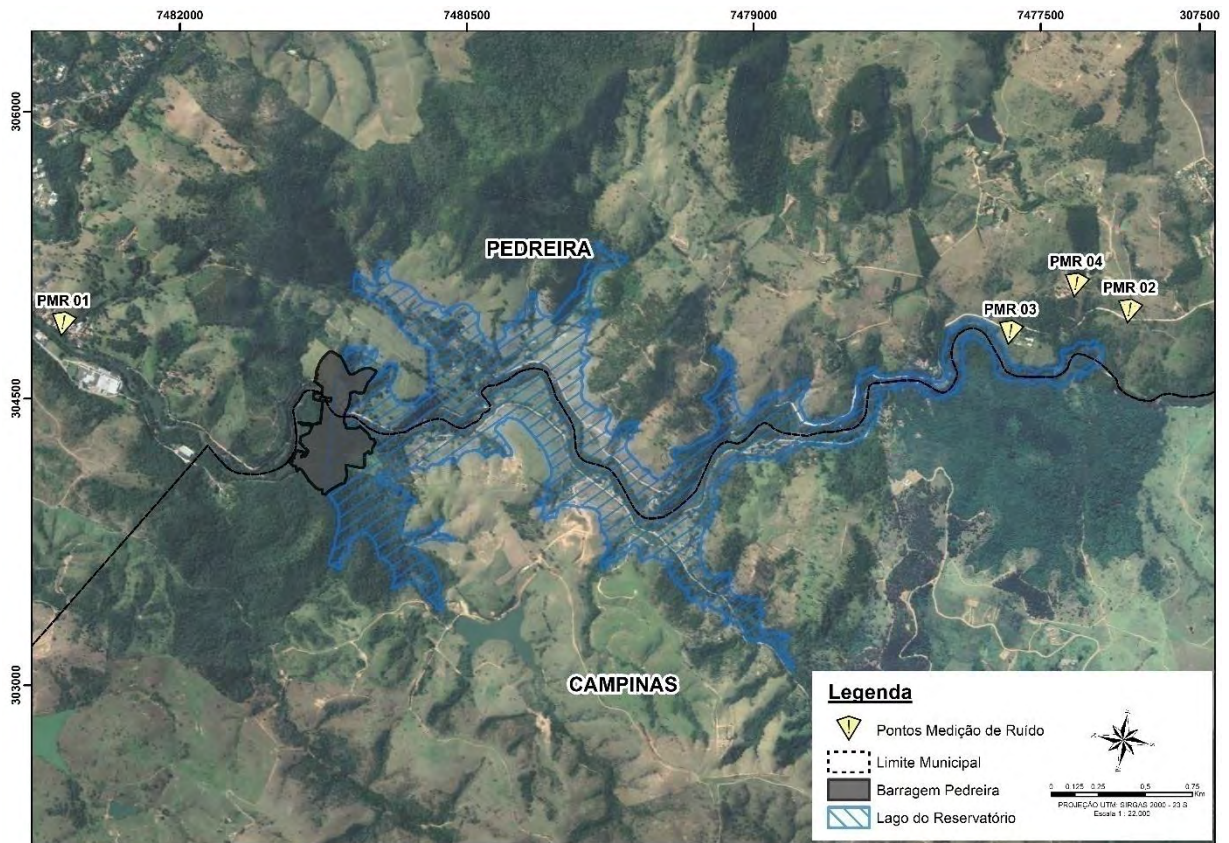 7482000
7480500
7479000
7477500
307500
306000
304500
303000
PEDREIRA
PMR 01
PMR 04
PMR 02
PMR 03
CAMPINAS
Legenda
Pontos Medição de Ruído
Limite Municipal
Barragem Pedreira
Lago do Reservatório
0 0.125 0.25 0,5 0.75
Km
PROJEÇÃO UTM: SIRGAS 2000 - 23 S
Escala 1 : 22.000